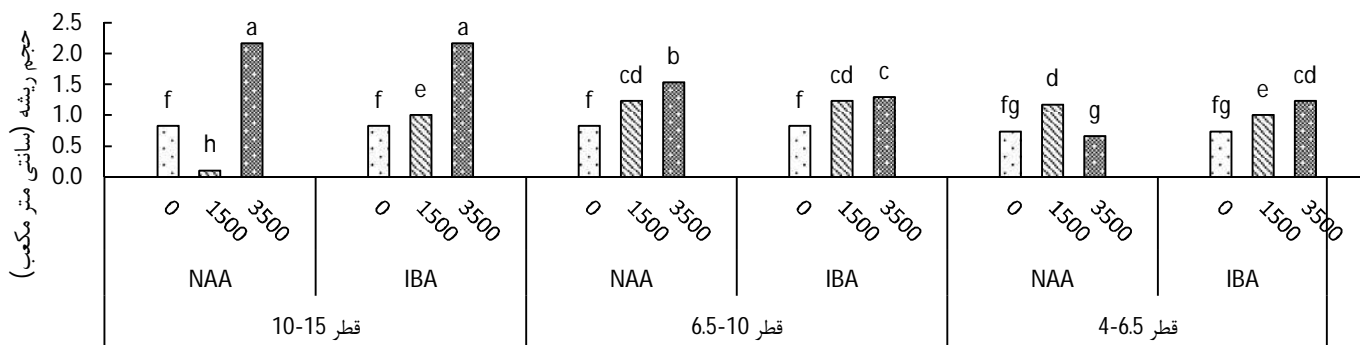 حجم ریشه (سانتی متر مکعب)
2.5
2.0
1.5
1.0
0.5
0.0
f h a f e a f cd b f cd c fg d g fg e cd
0 1500 3500 0 1500 3500 0 1500 3500 0 1500 3500 0 1500 3500 0 1500 3500
NAA IBA NAA IBA NAA IBA
قطر 10-15 قطر 6.5-10 قطر 4-6.5